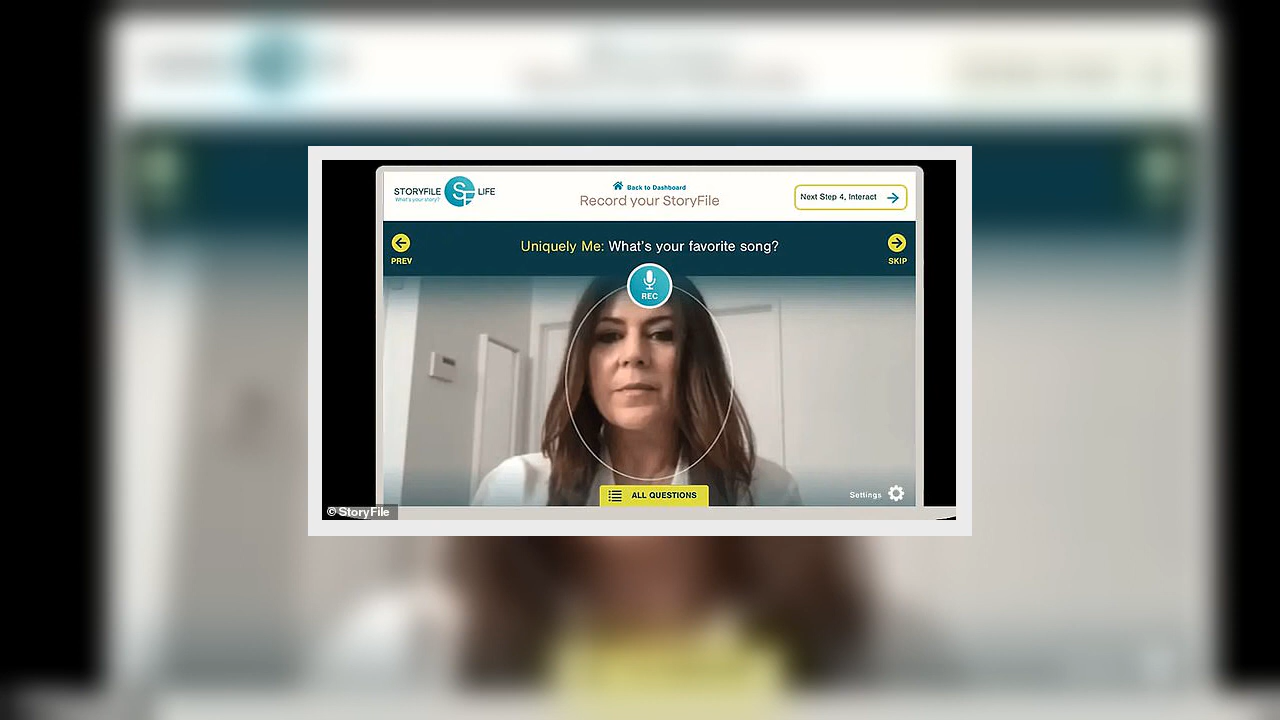 STORYFILE SF LIFE
What's your story?
Back to Dashboard
Record your StoryFile
Next Step 4, Interact
PREV
Uniquely Me: What's your favorite song?
SKIP
REC
ALL QUESTIONS
Settings
© StoryFile